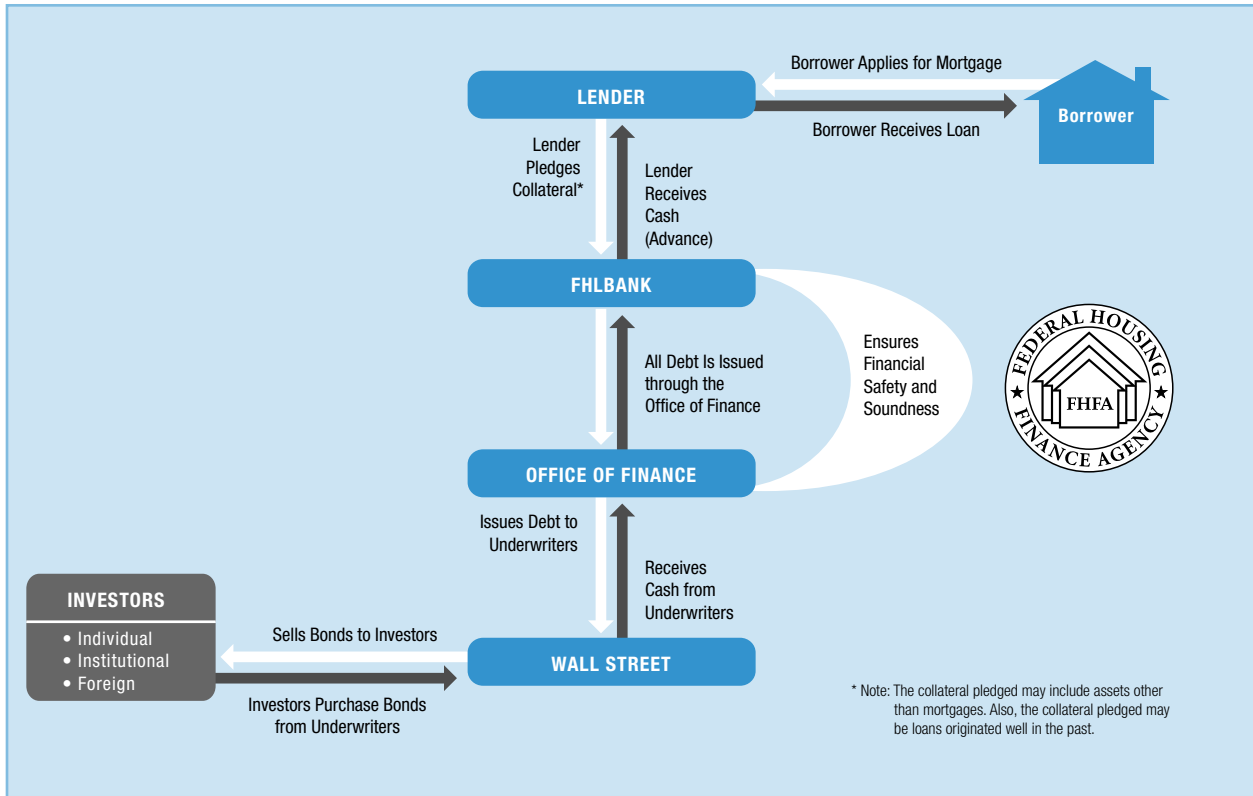 Borrower Applies for Mortgage
LENDER
Borrower
Borrower Receives Loan
Lender
Pledges
Collateral*
Lender
Receives
Cash
(Advance)
FHLBANK
All Debt Is Issued
through the
Office of Finance
Ensures
Financial
Safety and
Soundness
FEDERAL HOUSING
FHFA
FINANCE AGENCY
OFFICE OF FINANCE
Issues Debt to
Underwriters
Receives
Cash from
Underwriters
INVESTORS
• Individual
• Institutional
• Foreign
Sells Bonds to Investors
WALL STREET
Investors Purchase Bonds
from Underwriters
* Note: The collateral pledged may include assets other
than mortgages. Also, the collateral pledged may
be loans originated well in the past.